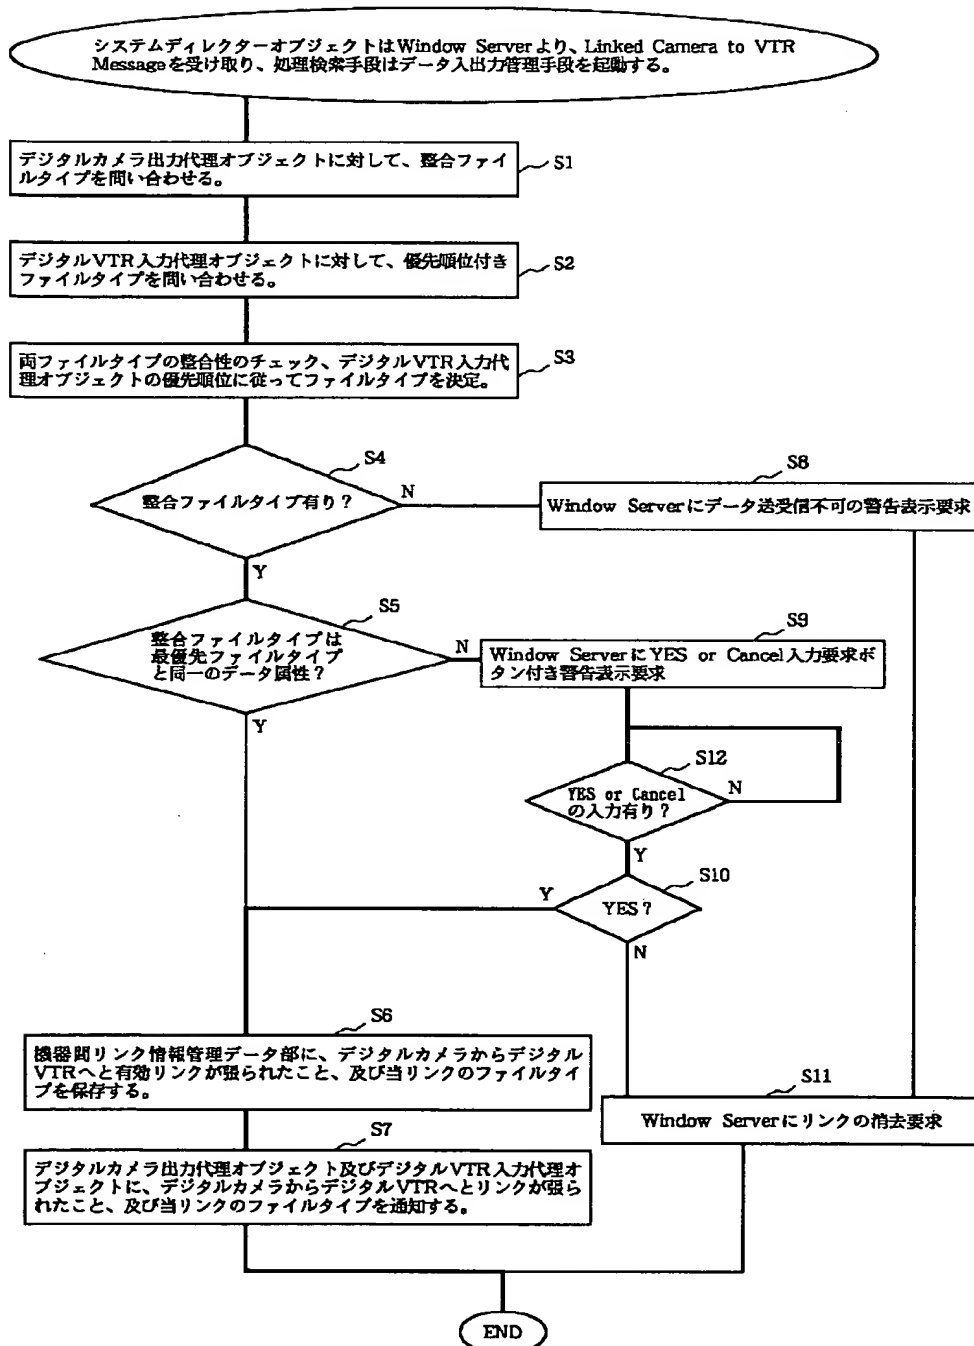 システムディレクターオブジェクトはWindow Serverより、Linked Camera to VTR
Messageを受け取り、処理検索手段はデータ入出力管理手段を起動する。
デジタルカメラ出力代理オブジェクトに対して、整合ファイ
ルタイプを問い合わせる。
S1
デジタルVTR入力代理オブジェクトに対して、優先順位付き
ファイルタイプを問い合わせる。
S2
両ファイルタイプの整合性のチェック、デジタルVTR入力代
理オブジェクトの優先順位に従ってファイルタイプを決定。
S3
S4
整合ファイルタイプ有り？
N
Y
S8
Window Serverにデータ送受信不可の警告表示要求
S5
整合ファイルタイプは
最優先ファイルタイプ
と同一のデータ属性？
N
Y
S9
Window ServerにYES or Cancel入力要求ボ
タン付き警告表示要求
S12
YES or Cancel
の入力有り？
N
Y
S10
YES？
Y
N
S6
機器間リンク情報管理データ部に、デジタルカメラからデジタル
VTRへと有効リンクが張られたこと、及び当リンクのファイルタイ
プを保存する。
S11
Window Serverにリンクの消去要求
S7
デジタルカメラ出力代理オブジェクト及びデジタルVTR入力代理オ
ブジェクトに、デジタルカメラからデジタルVTRへとリンクが張ら
れたこと、及び当リンクのファイルタイプを通知する。
END